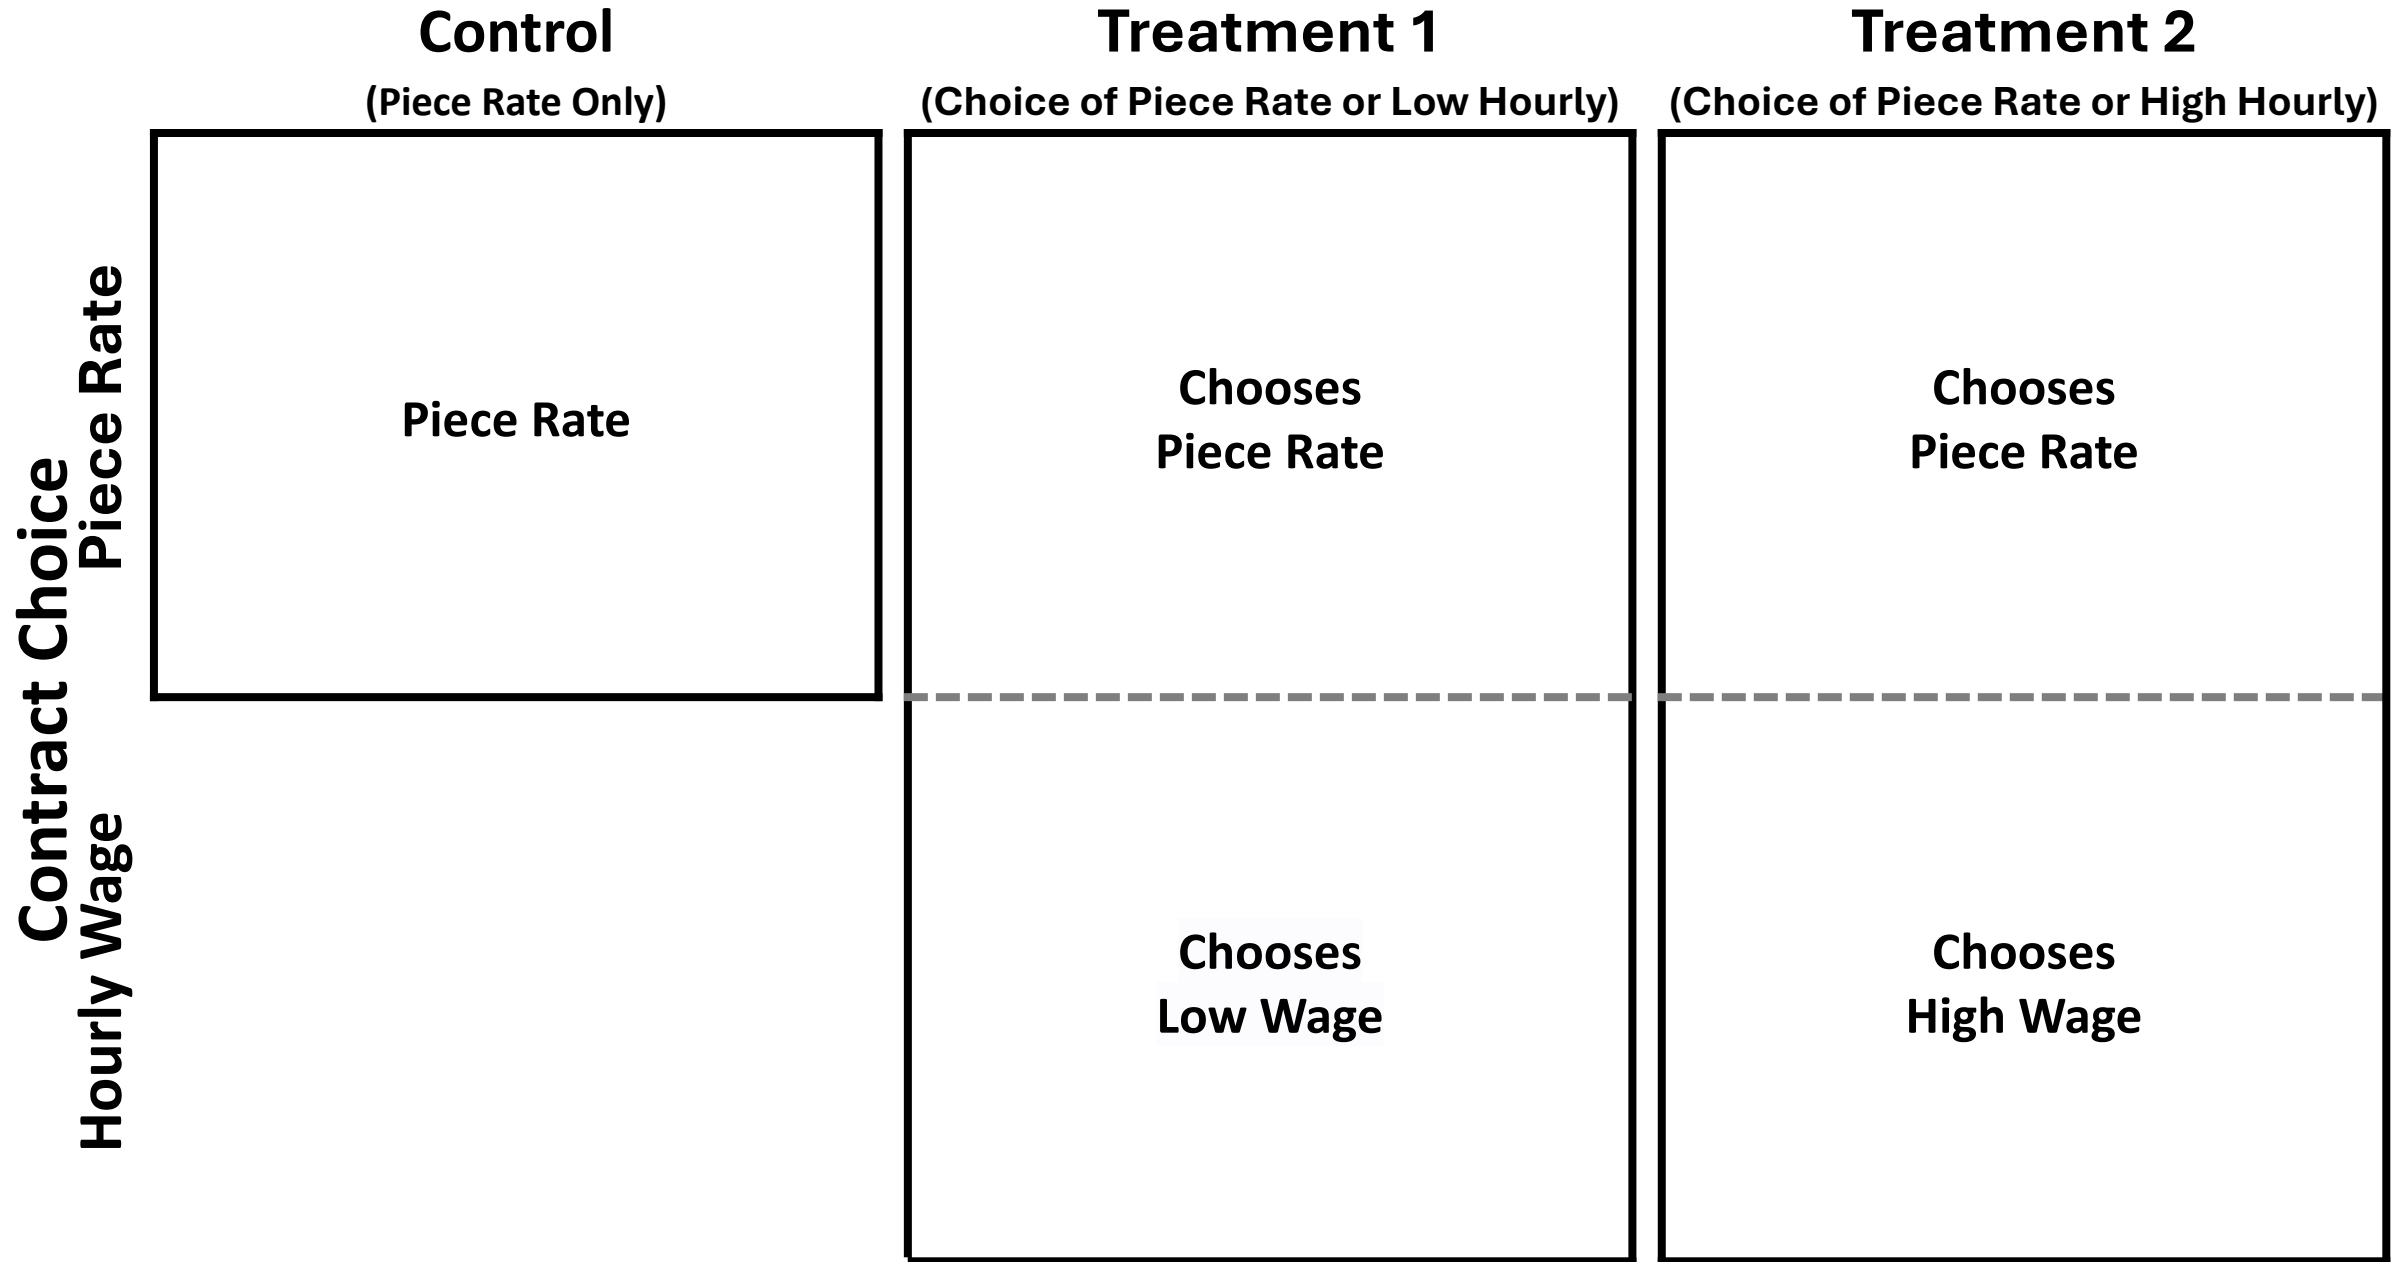 Control
(Piece Rate Only)
Treatment 1
(Choice of Piece Rate or Low Hourly)
Treatment 2
(Choice of Piece Rate or High Hourly)
Contract Choice
Piece Rate
Hourly Wage
Piece Rate
Chooses
Piece Rate
Chooses
Piece Rate
Chooses
Low Wage
Chooses
High Wage